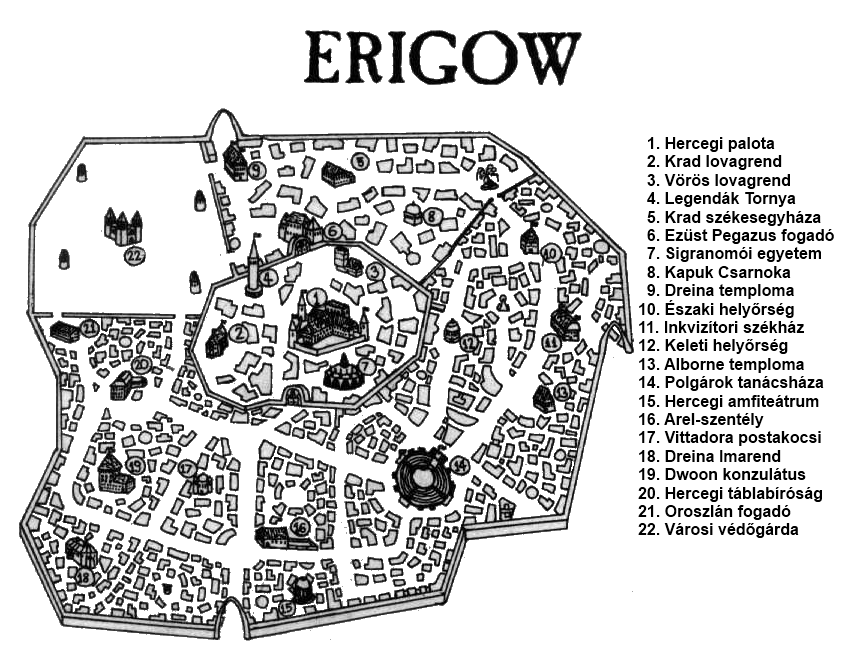 ERIGOW
1. Hercegi palota
2. Krad lovagrend
3. Vörös lovagrend
4. Legendák Tornya
5. Krad székesegyháza
6. Ezüst Pegazus fogadó
7. Sigranomói egyetem
8. Kapuk Csarnoka
9. Dreina temploma
10. Északi helyőrség
11. Inkvizítori székház
12. Keleti helyőrség
13. Alborne temploma
14. Polgárok tanácsháza
15. Hercegi amfiteátrum
16. Arel-szentély
17. Vittadora postakocsi
18. Dreina Imarend
19. Dwoon konzulátus
20. Hercegi táblabíróság
21. Oroszlán fogadó
22. Városi védőgárda
9
5
8
6
10
22
4
3
1
2
12
11
21
7
20
13
19
17
14
16
18
15